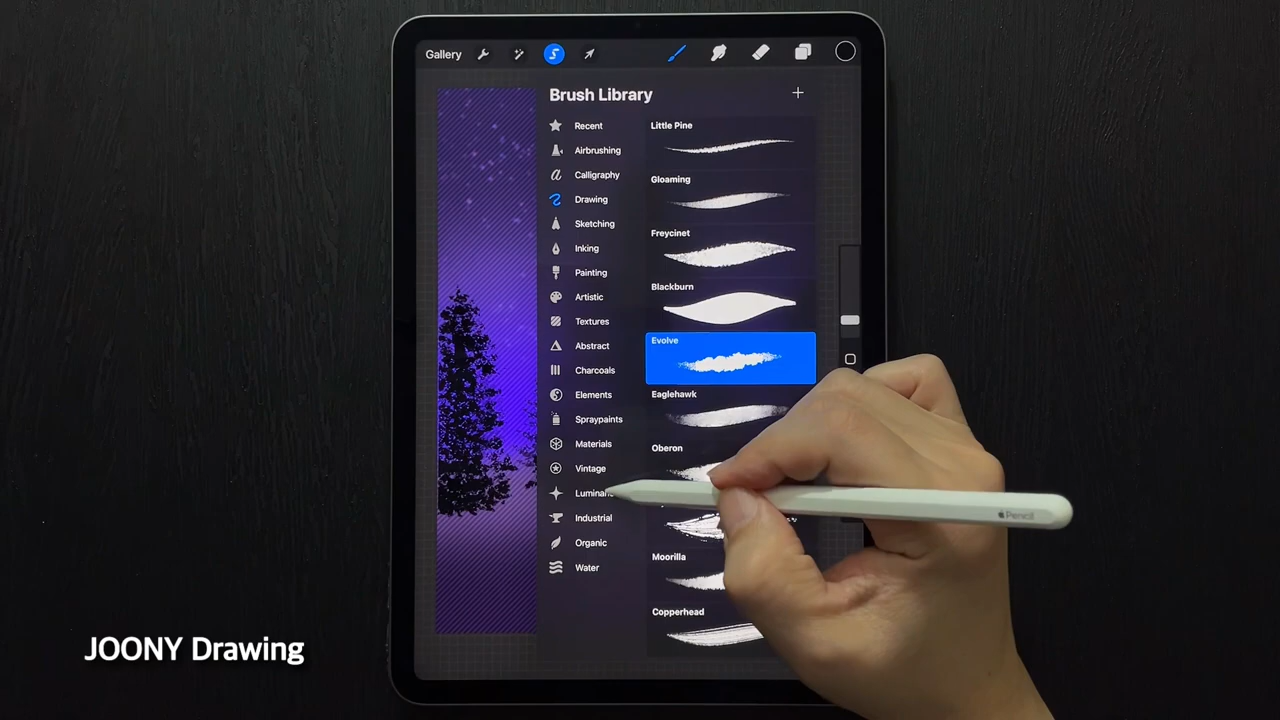 Gallery
Brush Library
Recent
Airbrushing
Calligraphy
Drawing
Sketching
Inking
Painting
Artistic
Textures
Abstract
Charcoals
Elements
Spraypaints
Materials
Vintage
Industrial
Organic
Water
Little Pine
Gloaming
Freycinet
Blackburn
Evolve
Eaglehawk
Oberon
Moorilla
Copperhead
Pencil
JOONY Drawing